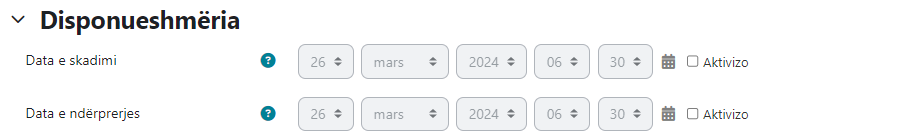 Disponueshmëria
Data e skadimi ? 26 mars 2024 06 30 Aktivizo
Data e ndërprerjes ? 26 mars 2024 06 30 Aktivizo